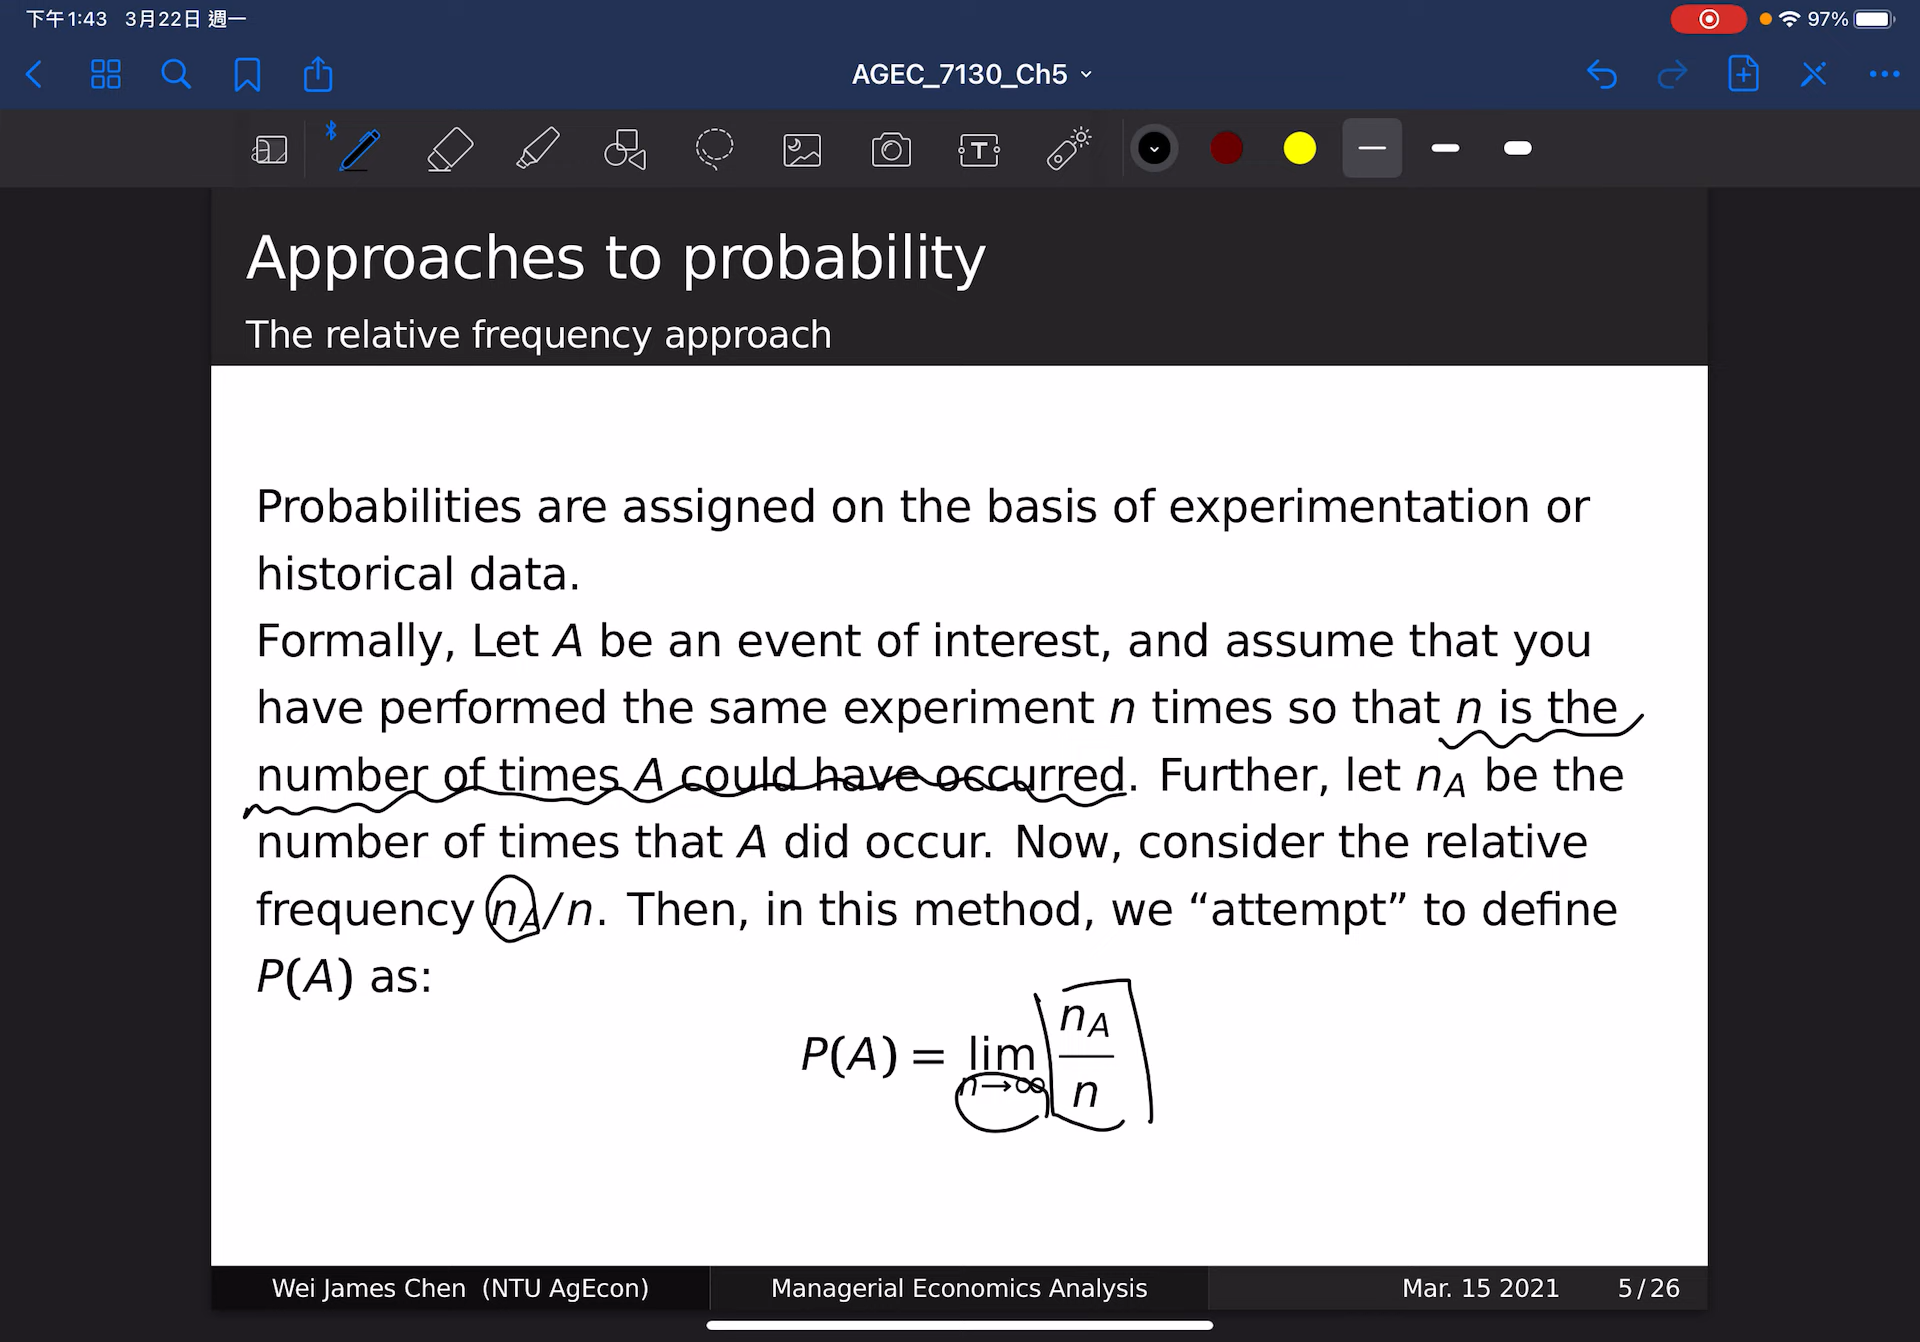 下午1:43 3月22日 週一 97%
AGEC_7130_Ch5
T
Approaches to probability
The relative frequency approach
Probabilities are assigned on the basis of experimentation or
historical data.
Formally, Let A be an event of interest, and assume that you
have performed the same experiment n times so that n is the
number of times A could have occurred. Further, let n_A be the
number of times that A did occur. Now, consider the relative
frequency n_A/n. Then, in this method, we “attempt” to define
P(A) as:
P(A) = lim_{n→∞} n_A/n
Wei James Chen (NTU AgEcon) Managerial Economics Analysis Mar. 15 2021 5/26